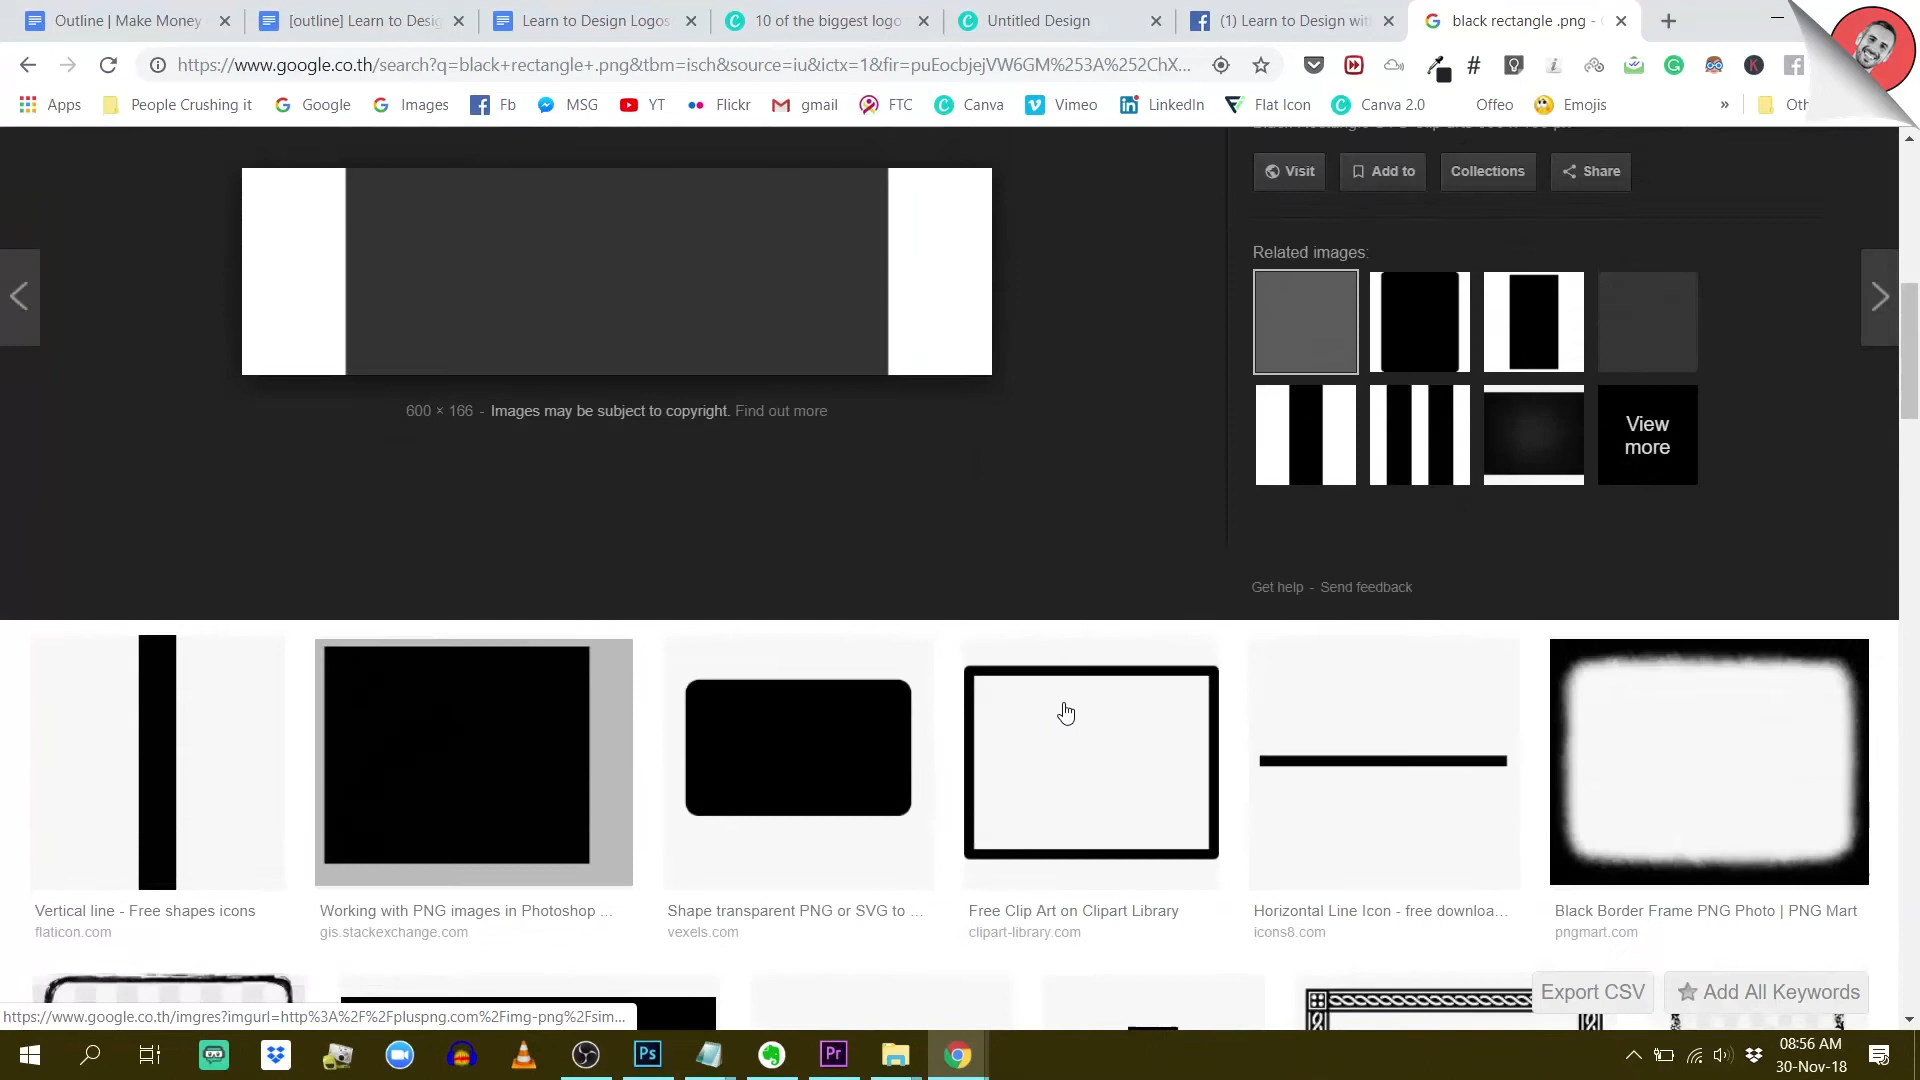 Outline | Make Money
[outline] Learn to Desig
Learn to Design Logos
10 of the biggest logo
Untitled Design
(1) Learn to Design wit
black rectangle .png -
https://www.google.co.th/search?q=black+rectangle+.png&tbm=isch&source=iu&ictx=1&fir=puEocbjejVW6GM%253A%252ChX...
Apps
People Crushing it
Google
Images
Fb
MSG
YT
Flickr
gmail
FTC
Canva
Vimeo
LinkedIn
Flat Icon
Canva 2.0
Offeo
Emojis
»
Oth
Visit
Add to
Collections
Share
Related images:
View
more
600 × 166 - Images may be subject to copyright. Find out more
Get help - Send feedback
Vertical line - Free shapes icons
flaticon.com
Working with PNG images in Photoshop ...
gis.stackexchange.com
Shape transparent PNG or SVG to ...
vexels.com
Free Clip Art on Clipart Library
clipart-library.com
Horizontal Line Icon - free downloa...
icons8.com
Black Border Frame PNG Photo | PNG Mart
pngmart.com
Export CSV
Add All Keywords
https://www.google.co.th/imgres?imgurl=http%3A%2F%2Fpluspng.com%2Fimg-png%2Fsim...
Ps
Pr
08:56 AM
30-Nov-18